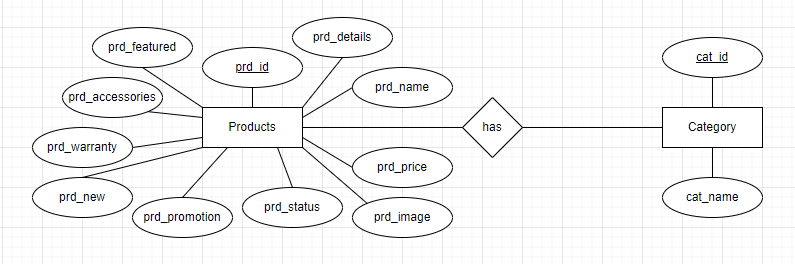 prd_details
prd_featured
prd_id
cat_id
prd_name
prd_accessories
Products
has
Category
prd_warranty
prd_price
prd_new
cat_name
prd_promotion
prd_status
prd_image